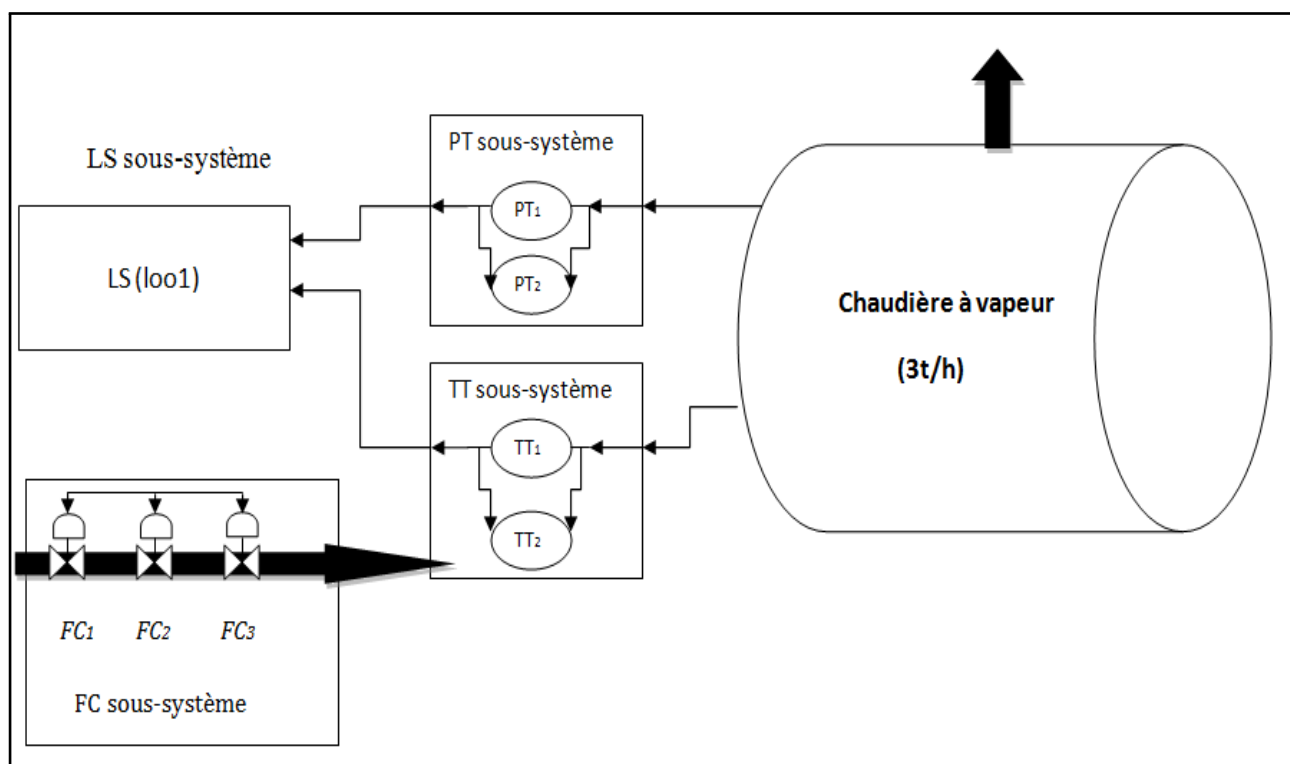 PT sous-système
LS sous-système
PT1
LS (loo1)
PT2
Chaudière à vapeur
(3t/h)
TT sous-système
TT1
TT2
FC1 FC2 FC3
FC sous-système